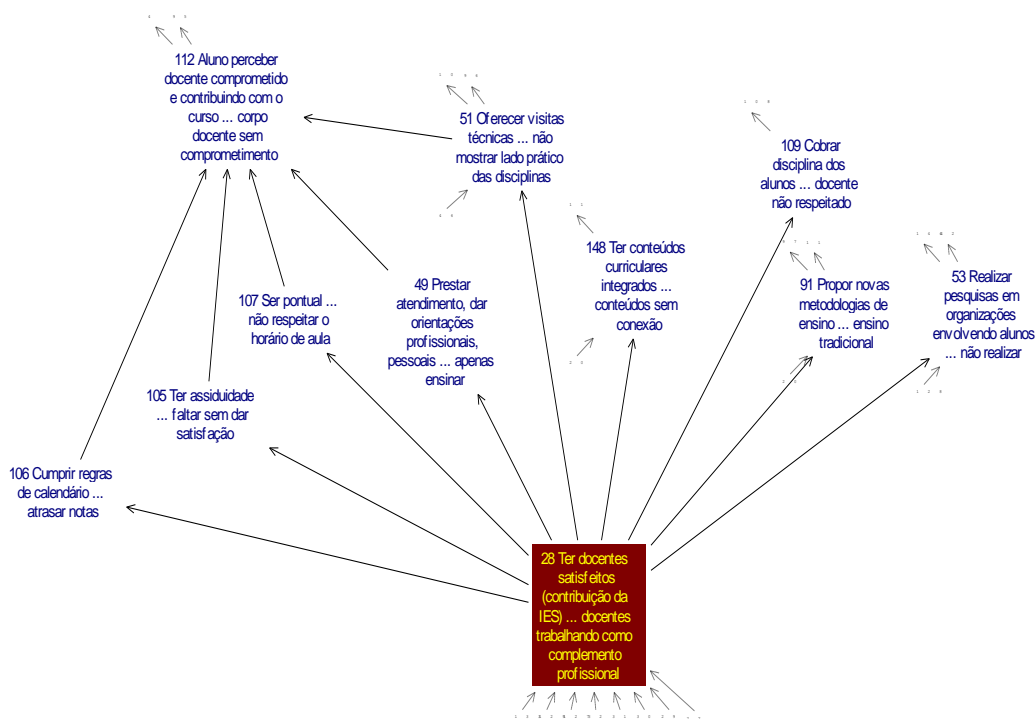 112 Aluno perceber
docente comprometido
e contribuindo com o
curso ... corpo
docente sem
comprometimento
51 Oferecer visitas
técnicas ... não
mostrar lado prático
das disciplinas
109 Cobrar
disciplina dos
alunos ... docente
não respeitado
148 Ter conteúdos
curriculares
integrados ...
conteúdos sem
conexão
91 Propor novas
metodologias de
ensino ... ensino
tradicional
53 Realizar
pesquisas em
organizações
envolvendo alunos
... não realizar
49 Prestar
atendimento, dar
orientações
profissionais,
pessoais ... apenas
ensinar
107 Ser pontual ...
não respeitar o
horário de aula
105 Ter assiduidade
... faltar sem dar
satisfação
106 Cumprir regras
de calendário ...
atrasar notas
28 Ter docentes
satisfeitos
(contribuição da
IES) ... docentes
trabalhando como
complemento
profissional